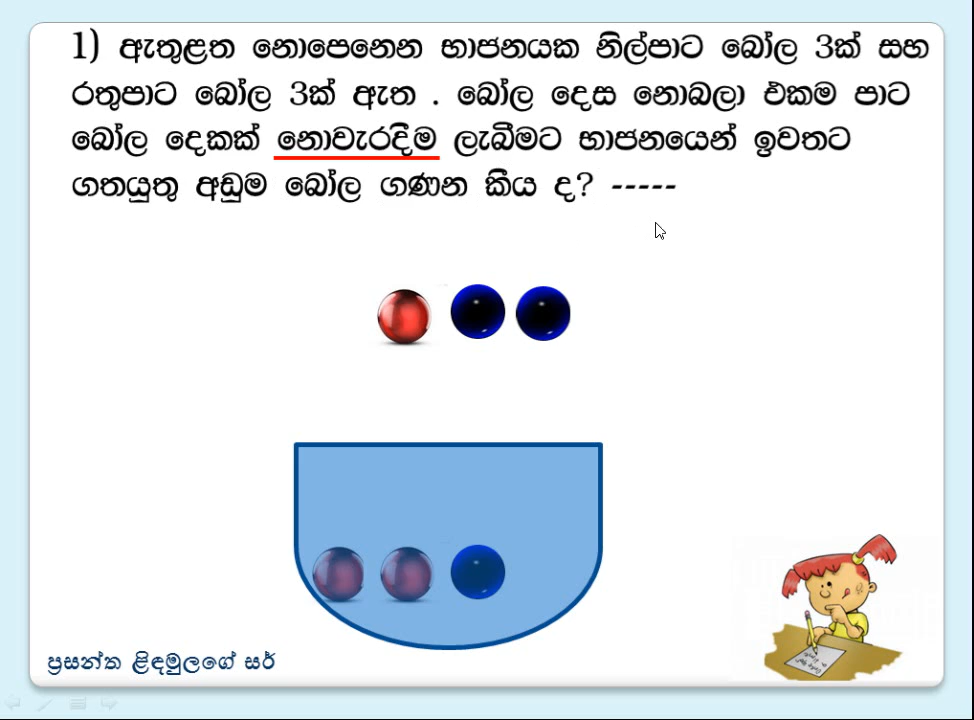 1) ඇතුළත නොපෙනෙන භාජනයක නිල්පාට බෝල 3ක් සහ
රතුපාට බෝල 3ක් ඇත . බෝල දෙස නොබලා එකම පාට
බෝල දෙකක් නොවැරදිම ලැබීමට භාජනයෙන් ඉවතට
ගතයුතු අඩුම බෝල ගණන කීය ද? -----
ප්‍රසන්න ළිඳමුලගේ සර්